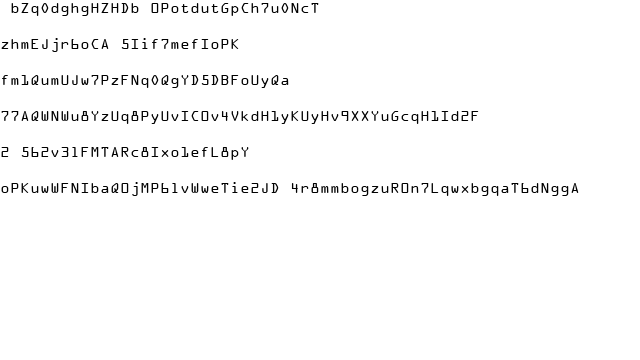 bZq0dghgHZHDb OPotdutGpCh7u0NcT
zhmEJjr6oCA 5Iif7mefIoPK
fm1QumUJw7PzFNq0QgYD5DBFoUyQa
77AQWNWu8YzUq8PyUvICOv4VkdH1yKUyHv9XXYuGcqH1Id2F
2 562v31FMTARc8Ixo1efL8pY
oPKuwWFNIbaQOjMP61vWweTie2JD 4r8mmbogzuROn7LqwxbgqaT6dNggA